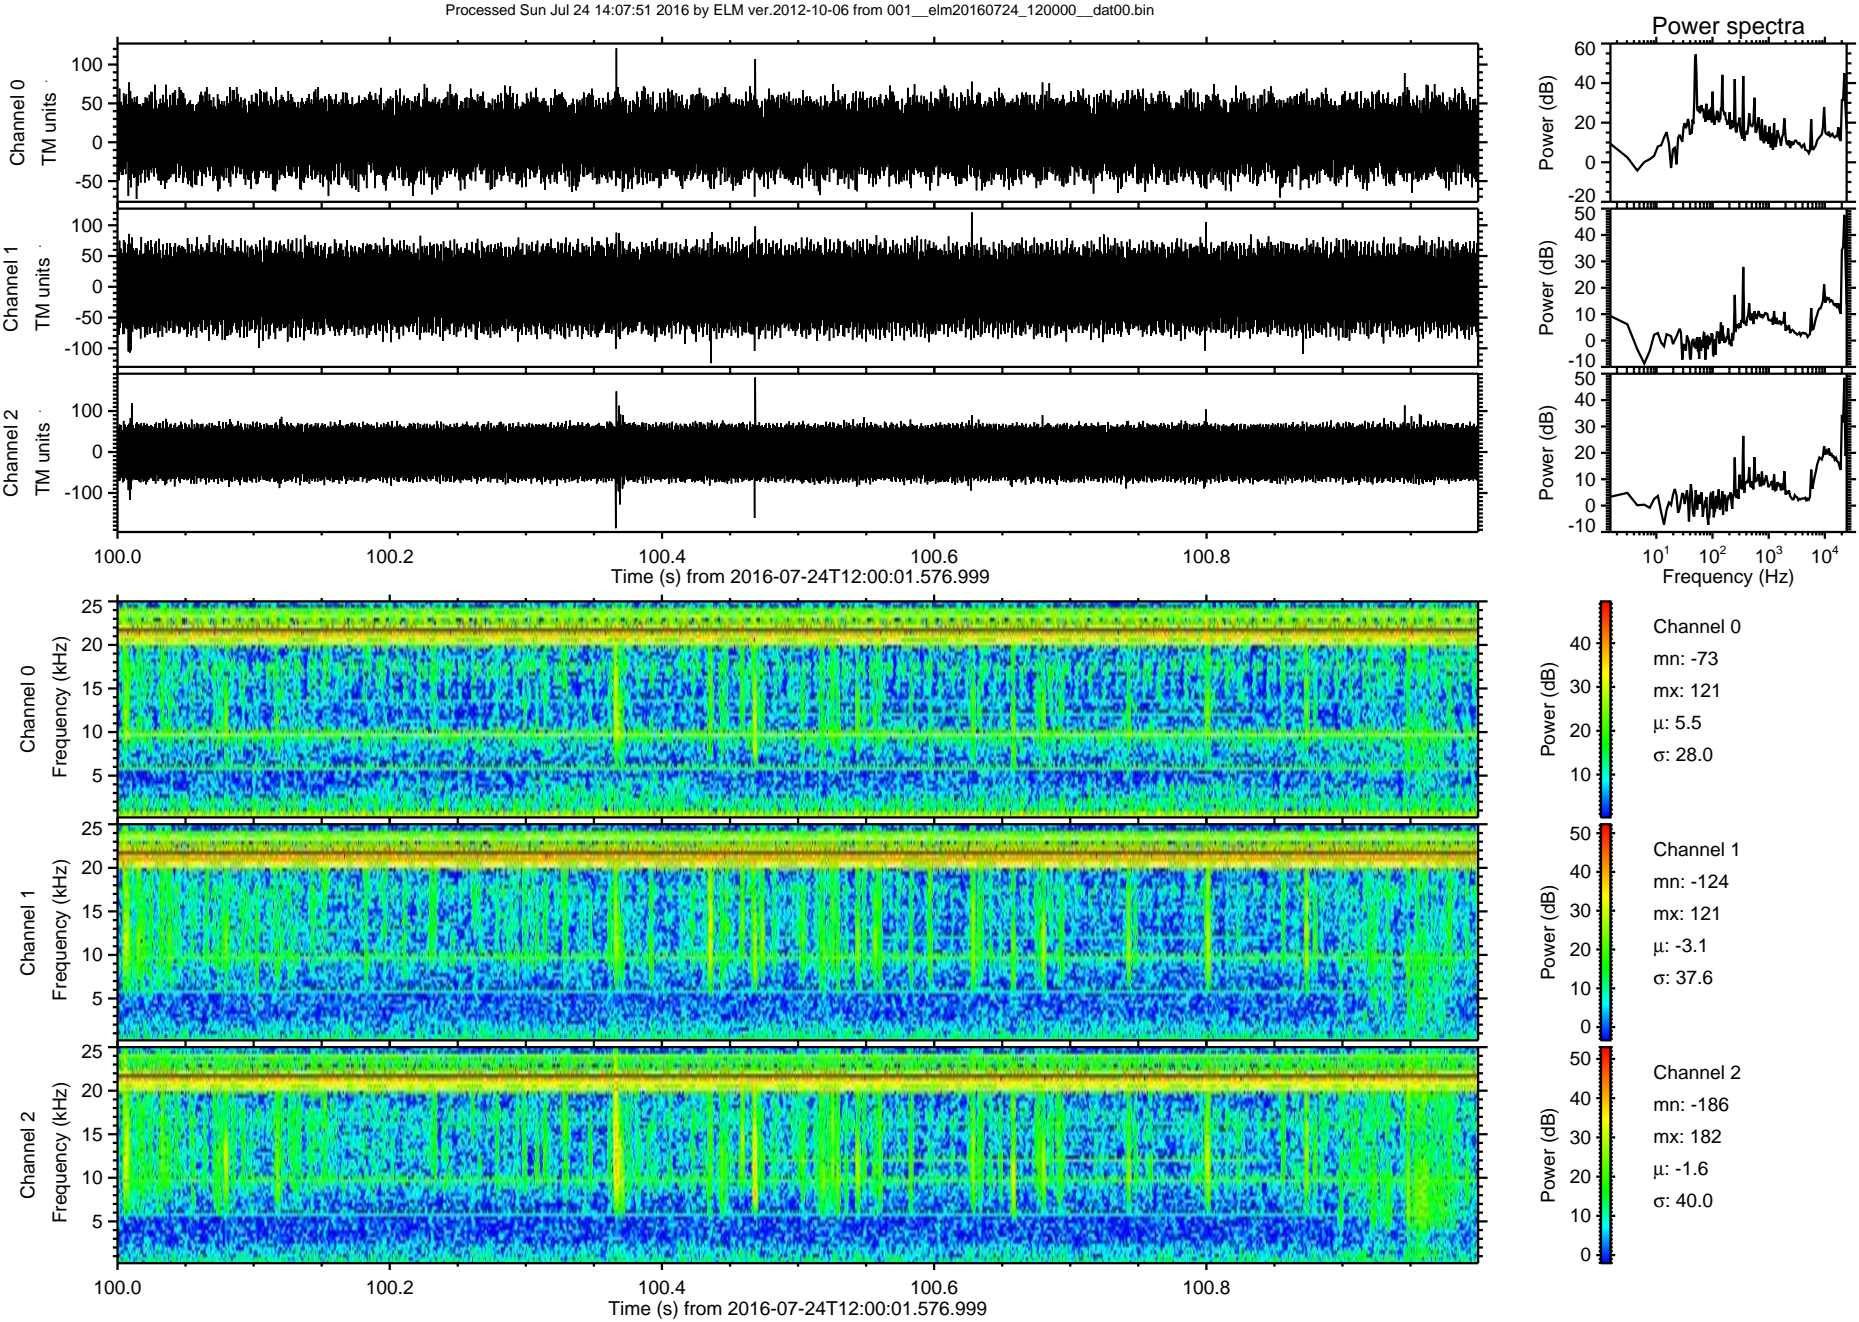 Processed Sun Jul 24 14:07:51 2016 by ELM ver.2012-10-06 from 001__elm20160724_120000__dat00.bin
Power spectra
Channel 0
TM units
100
50
0
-50
Power (dB)
60
40
20
0
-20
Channel 1
TM units
100
50
0
-50
-100
Power (dB)
50
40
30
20
10
0
-10
Channel 2
TM units
100
0
-100
Power (dB)
50
40
30
20
10
0
-10
100.0 100.2 100.4 100.6 100.8
Time (s) from 2016-07-24T12:00:01.576.999
10¹ 10² 10³ 10⁴
Frequency (Hz)
Channel 0
Frequency (kHz)
25
20
15
10
5
Power (dB)
40
30
20
10
Channel 0
mn: -73
mx: 121
μ: 5.5
σ: 28.0
Channel 1
Frequency (kHz)
25
20
15
10
5
Power (dB)
50
40
30
20
10
0
Channel 1
mn: -124
mx: 121
μ: -3.1
σ: 37.6
Channel 2
Frequency (kHz)
25
20
15
10
5
Power (dB)
50
40
30
20
10
0
Channel 2
mn: -186
mx: 182
μ: -1.6
σ: 40.0
100.0 100.2 100.4 100.6 100.8
Time (s) from 2016-07-24T12:00:01.576.999